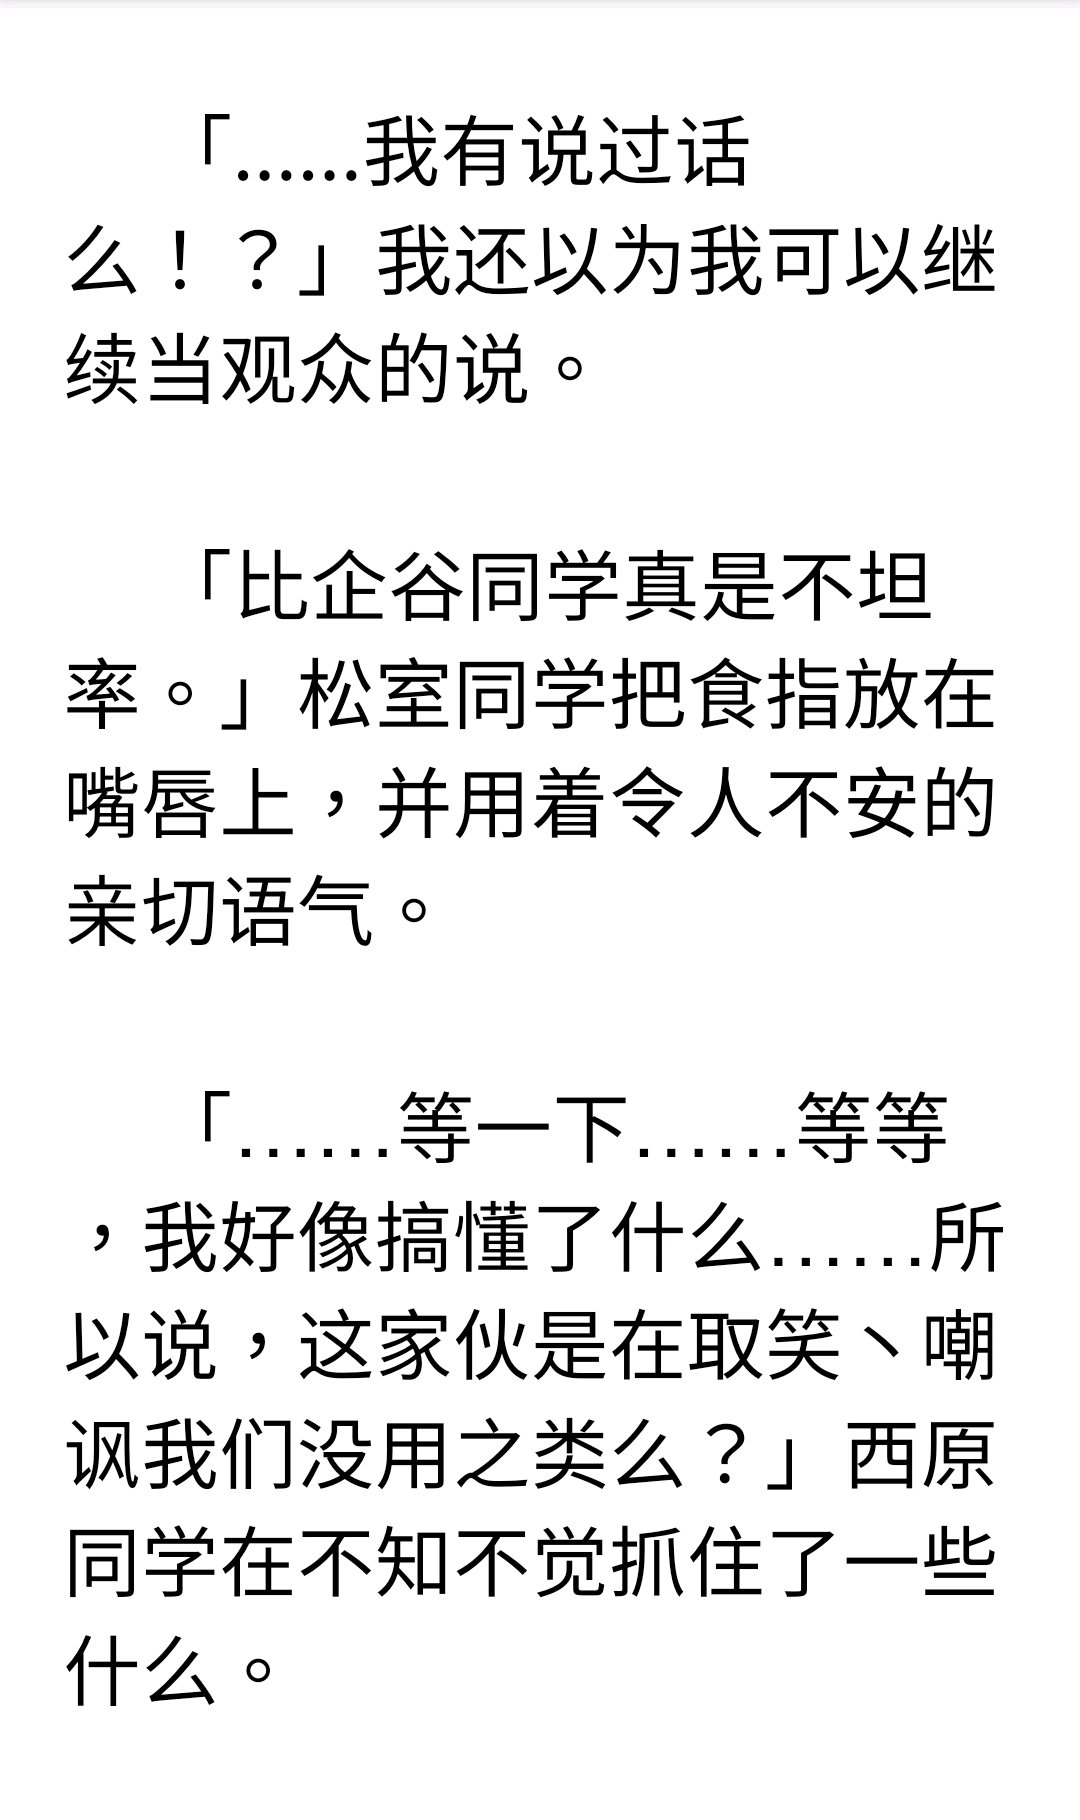 「......我有说过话
么！？」我还以为我可以继
续当观众的说。
「比企谷同学真是不坦
率。」松室同学把食指放在
嘴唇上，并用着令人不安的
亲切语气。
「……等一下……等等
，我好像搞懂了什么……所
以说，这家伙是在取笑丶嘲
讽我们没用之类么？」西原
同学在不知不觉抓住了一些
什么。